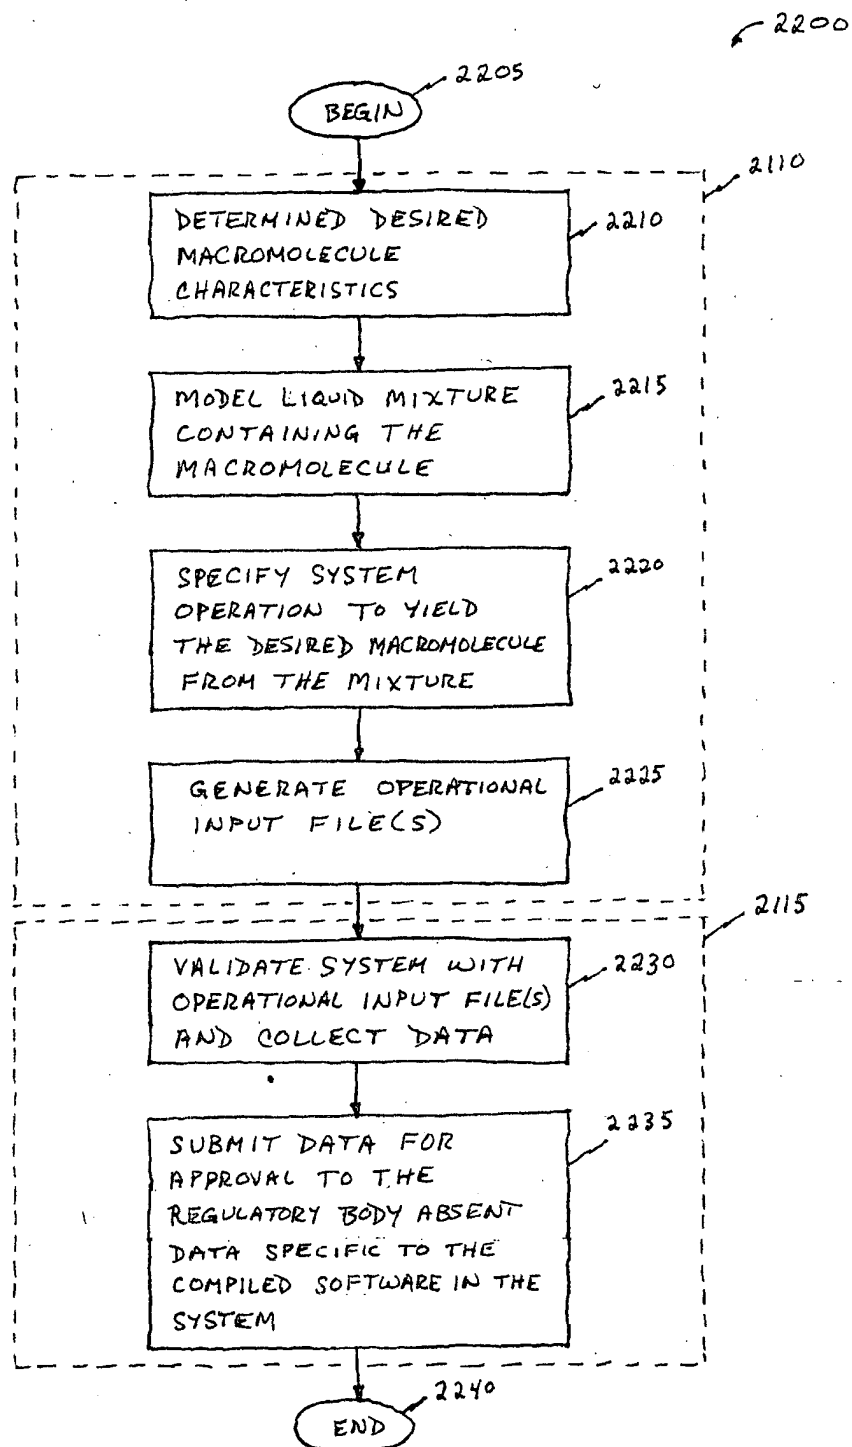 2200
2205
BEGIN
2110
DETERMINED DESIRED
MACROMOLECULE
CHARACTERISTICS
2210
MODEL LIQUID MIXTURE
CONTAINING THE
MACROMOLECULE
2215
SPECIFY SYSTEM
OPERATION TO YIELD
THE DESIRED MACROMOLECULE
FROM THE MIXTURE
2220
GENERATE OPERATIONAL
INPUT FILE(S)
2225
2115
VALIDATE SYSTEM WITH
OPERATIONAL INPUT FILE(S)
AND COLLECT DATA
2230
SUBMIT DATA FOR
APPROVAL TO THE
REGULATORY BODY ABSENT
DATA SPECIFIC TO THE
COMPILED SOFTWARE IN THE
SYSTEM
2235
2240
END